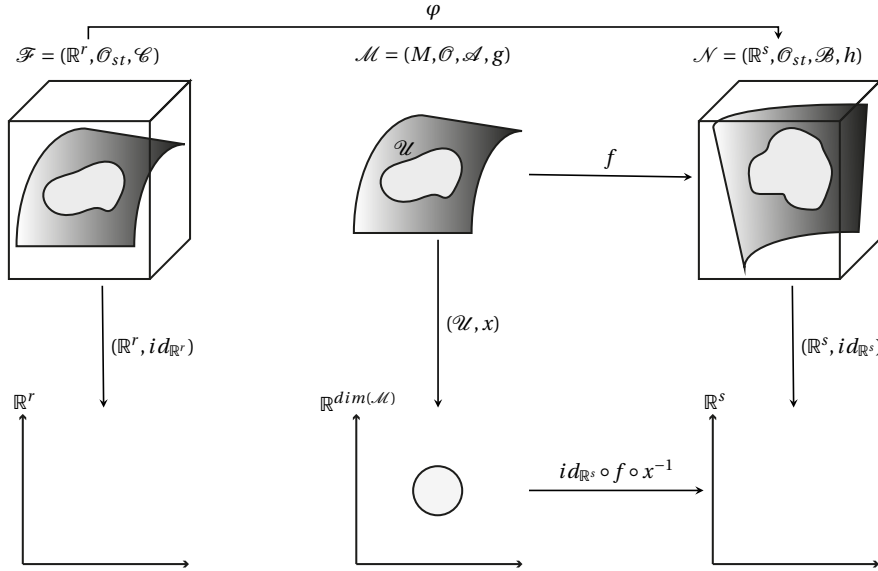 φ
ℱ = (ℝ^r, 𝒪_st, 𝒞)
ℳ = (M, 𝒪, 𝒜, g)
𝒩 = (ℝ^s, 𝒪_st, ℬ, h)
𝒰
f
(ℝ^r, id_ℝ^r)
(𝒰, x)
(ℝ^s, id_ℝ^s)
ℝ^r
ℝ^dim(ℳ)
ℝ^s
id_ℝ^s ∘ f ∘ x^−1